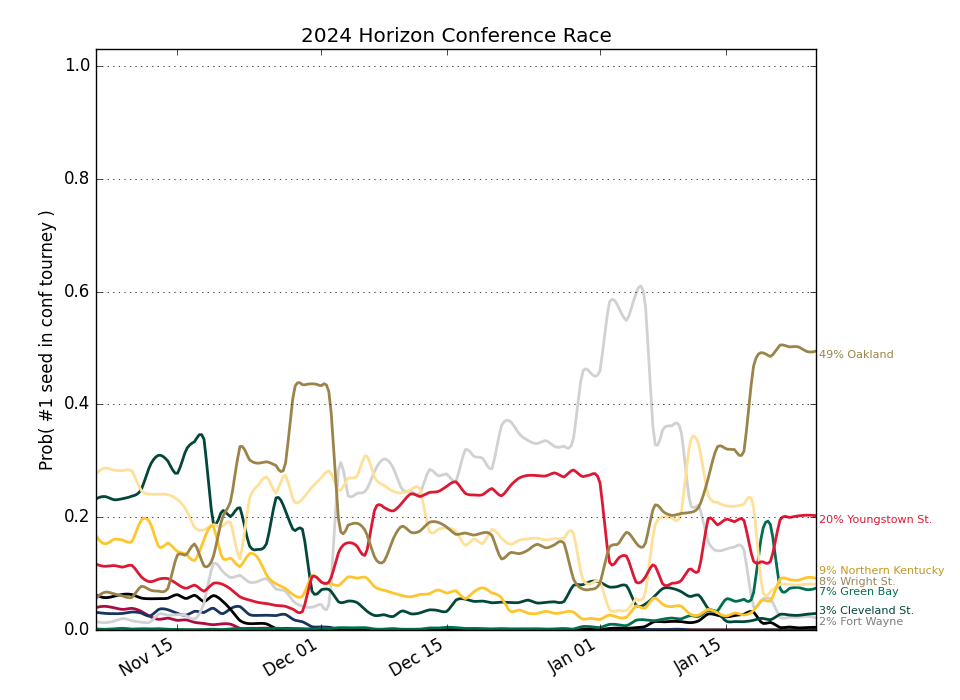 2024 Horizon Conference Race
Prob( #1 seed in conf tourney )
1.0
0.8
0.6
0.4
0.2
0.0
Nov 15
Dec 01
Dec 15
Jan 01
Jan 15
49% Oakland
20% Youngstown St.
9% Northern Kentucky
8% Wright St.
7% Green Bay
3% Cleveland St.
2% Fort Wayne